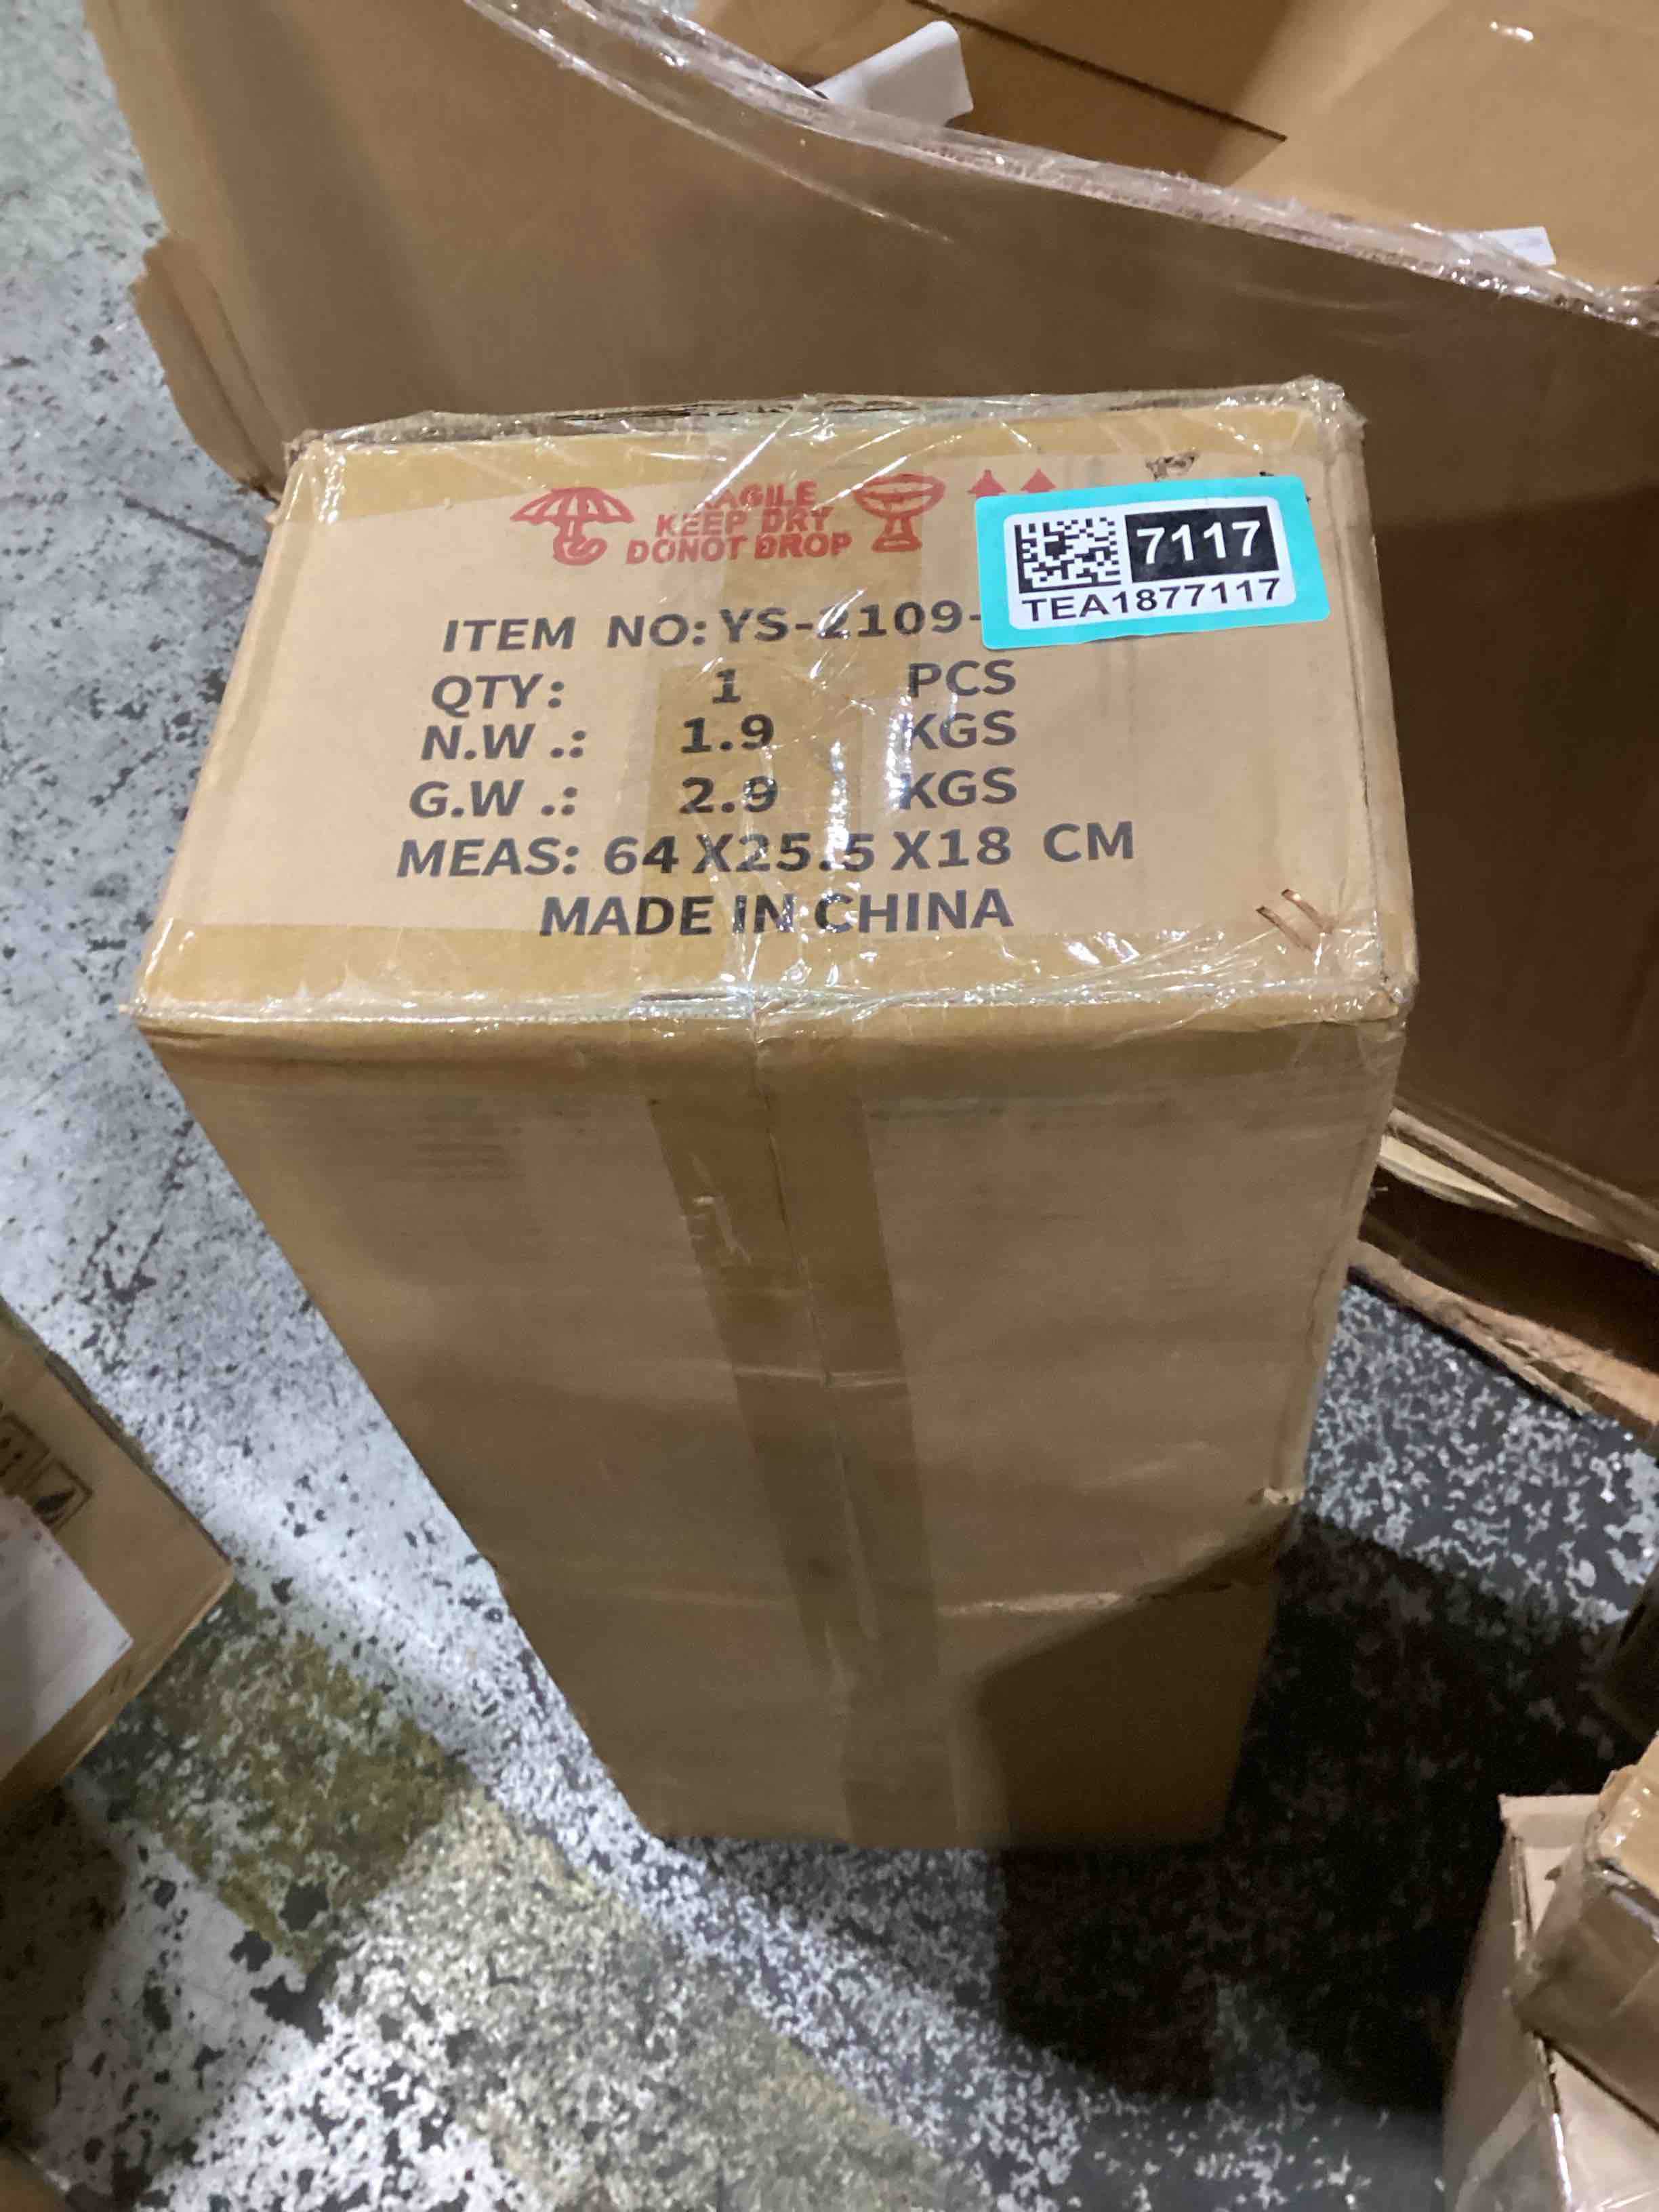 KEEP DRY
DONOT DROP
7117
TEA1877117
ITEM NO: YS-2109-
QTY: 1 PCS
N.W.: 1.9 KGS
G.W.: 2.9 KGS
MEAS: 64X25.5X18 CM
MADE IN CHINA